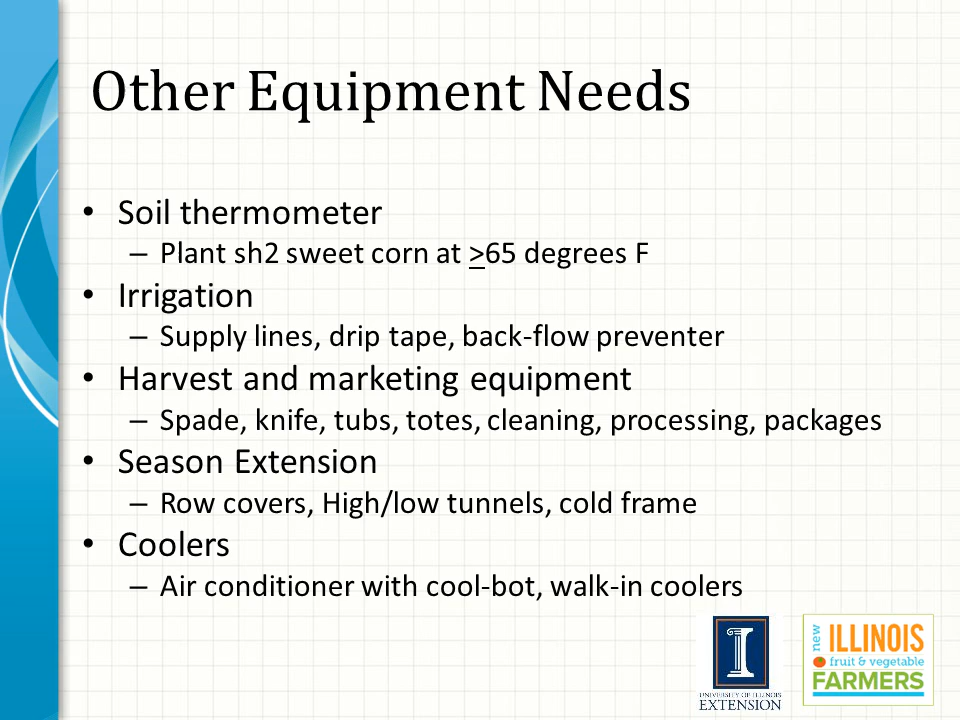 Other Equipment Needs
• Soil thermometer
– Plant sh2 sweet corn at >65 degrees F
• Irrigation
– Supply lines, drip tape, back-flow preventer
• Harvest and marketing equipment
– Spade, knife, tubs, totes, cleaning, processing, packages
• Season Extension
– Row covers, High/low tunnels, cold frame
• Coolers
– Air conditioner with cool-bot, walk-in coolers
I
UNIVERSITY OF ILLINOIS
EXTENSION
new
ILLINOIS
fruit & vegetable
FARMERS